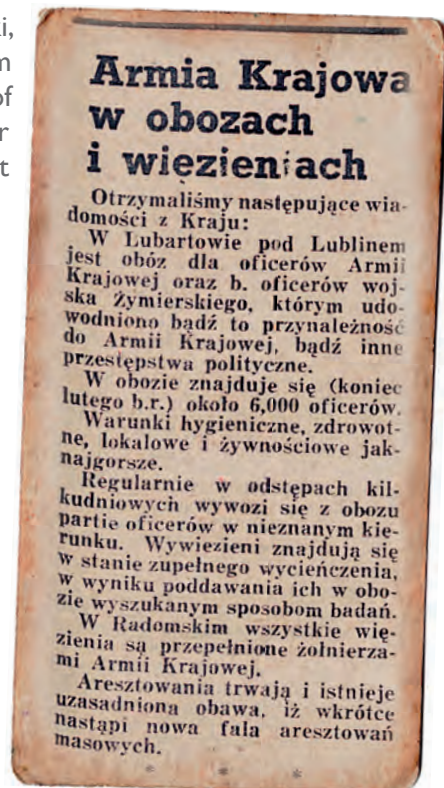 ki,
m
of
r
t
Armia Krajowa
w obozach
i więzieniach
Otrzymaliśmy następujące wia-
domości z Kraju:
W Lubartowie pod Lublinem
jest obóz dla oficerów Armii
Krajowej oraz b. oficerów woj-
ska Żymierskiego, którym udo-
wodniono bądź to przynależność
do Armii Krajowej, bądź inne
przestępstwa polityczne.
W obozie znajduje się (koniec
lutego b.r.) około 6,000 oficerów.
Warunki hygieniczne, zdrowot-
ne, lokalowe i żywnościowe jak-
najgorsze.
Regularnie w odstępach kil-
kudniowych wywozi się z obozu
partie oficerów w nieznanym kie-
runku. Wywiezieni znajdują się
w stanie zupełnego wycieńczenia,
w wyniku poddawania ich w obo-
zie wyszukanym sposobom badań.
W Radomskim wszystkie wię-
zienia są przepełnione żołnierza-
mi Armii Krajowej.
Aresztowania trwają i istnieje
uzasadniona obawa, iż wkrótce
nastąpi nowa fala aresztowań
masowych.
* * *